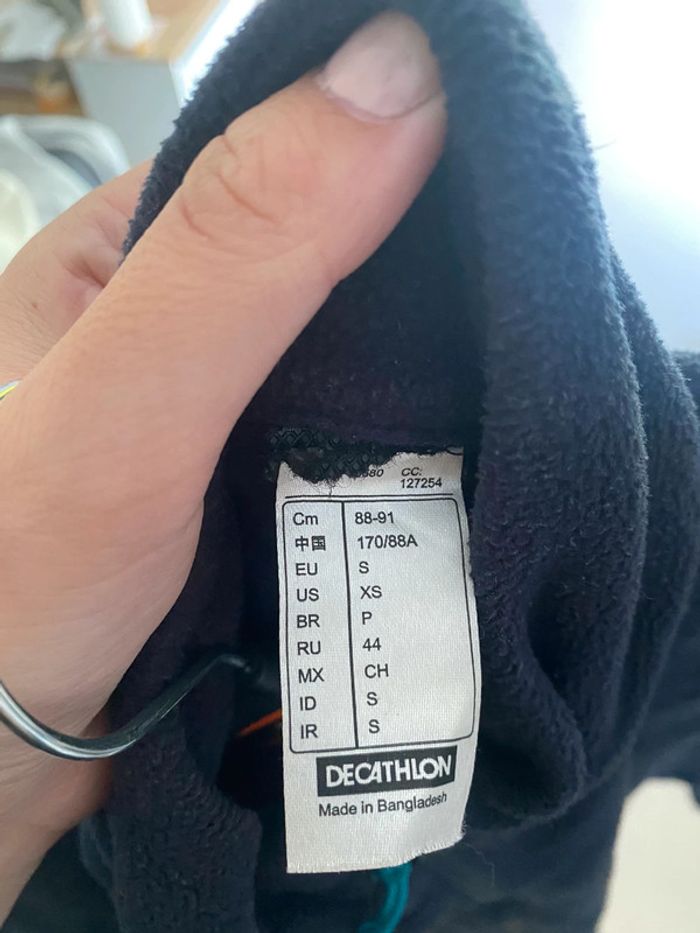 CC:
127254
Cm 88-91
中国 170/88A
EU S
US XS
BR P
RU 44
MX CH
ID S
IR S
DECATHLON
Made in Bangladesh